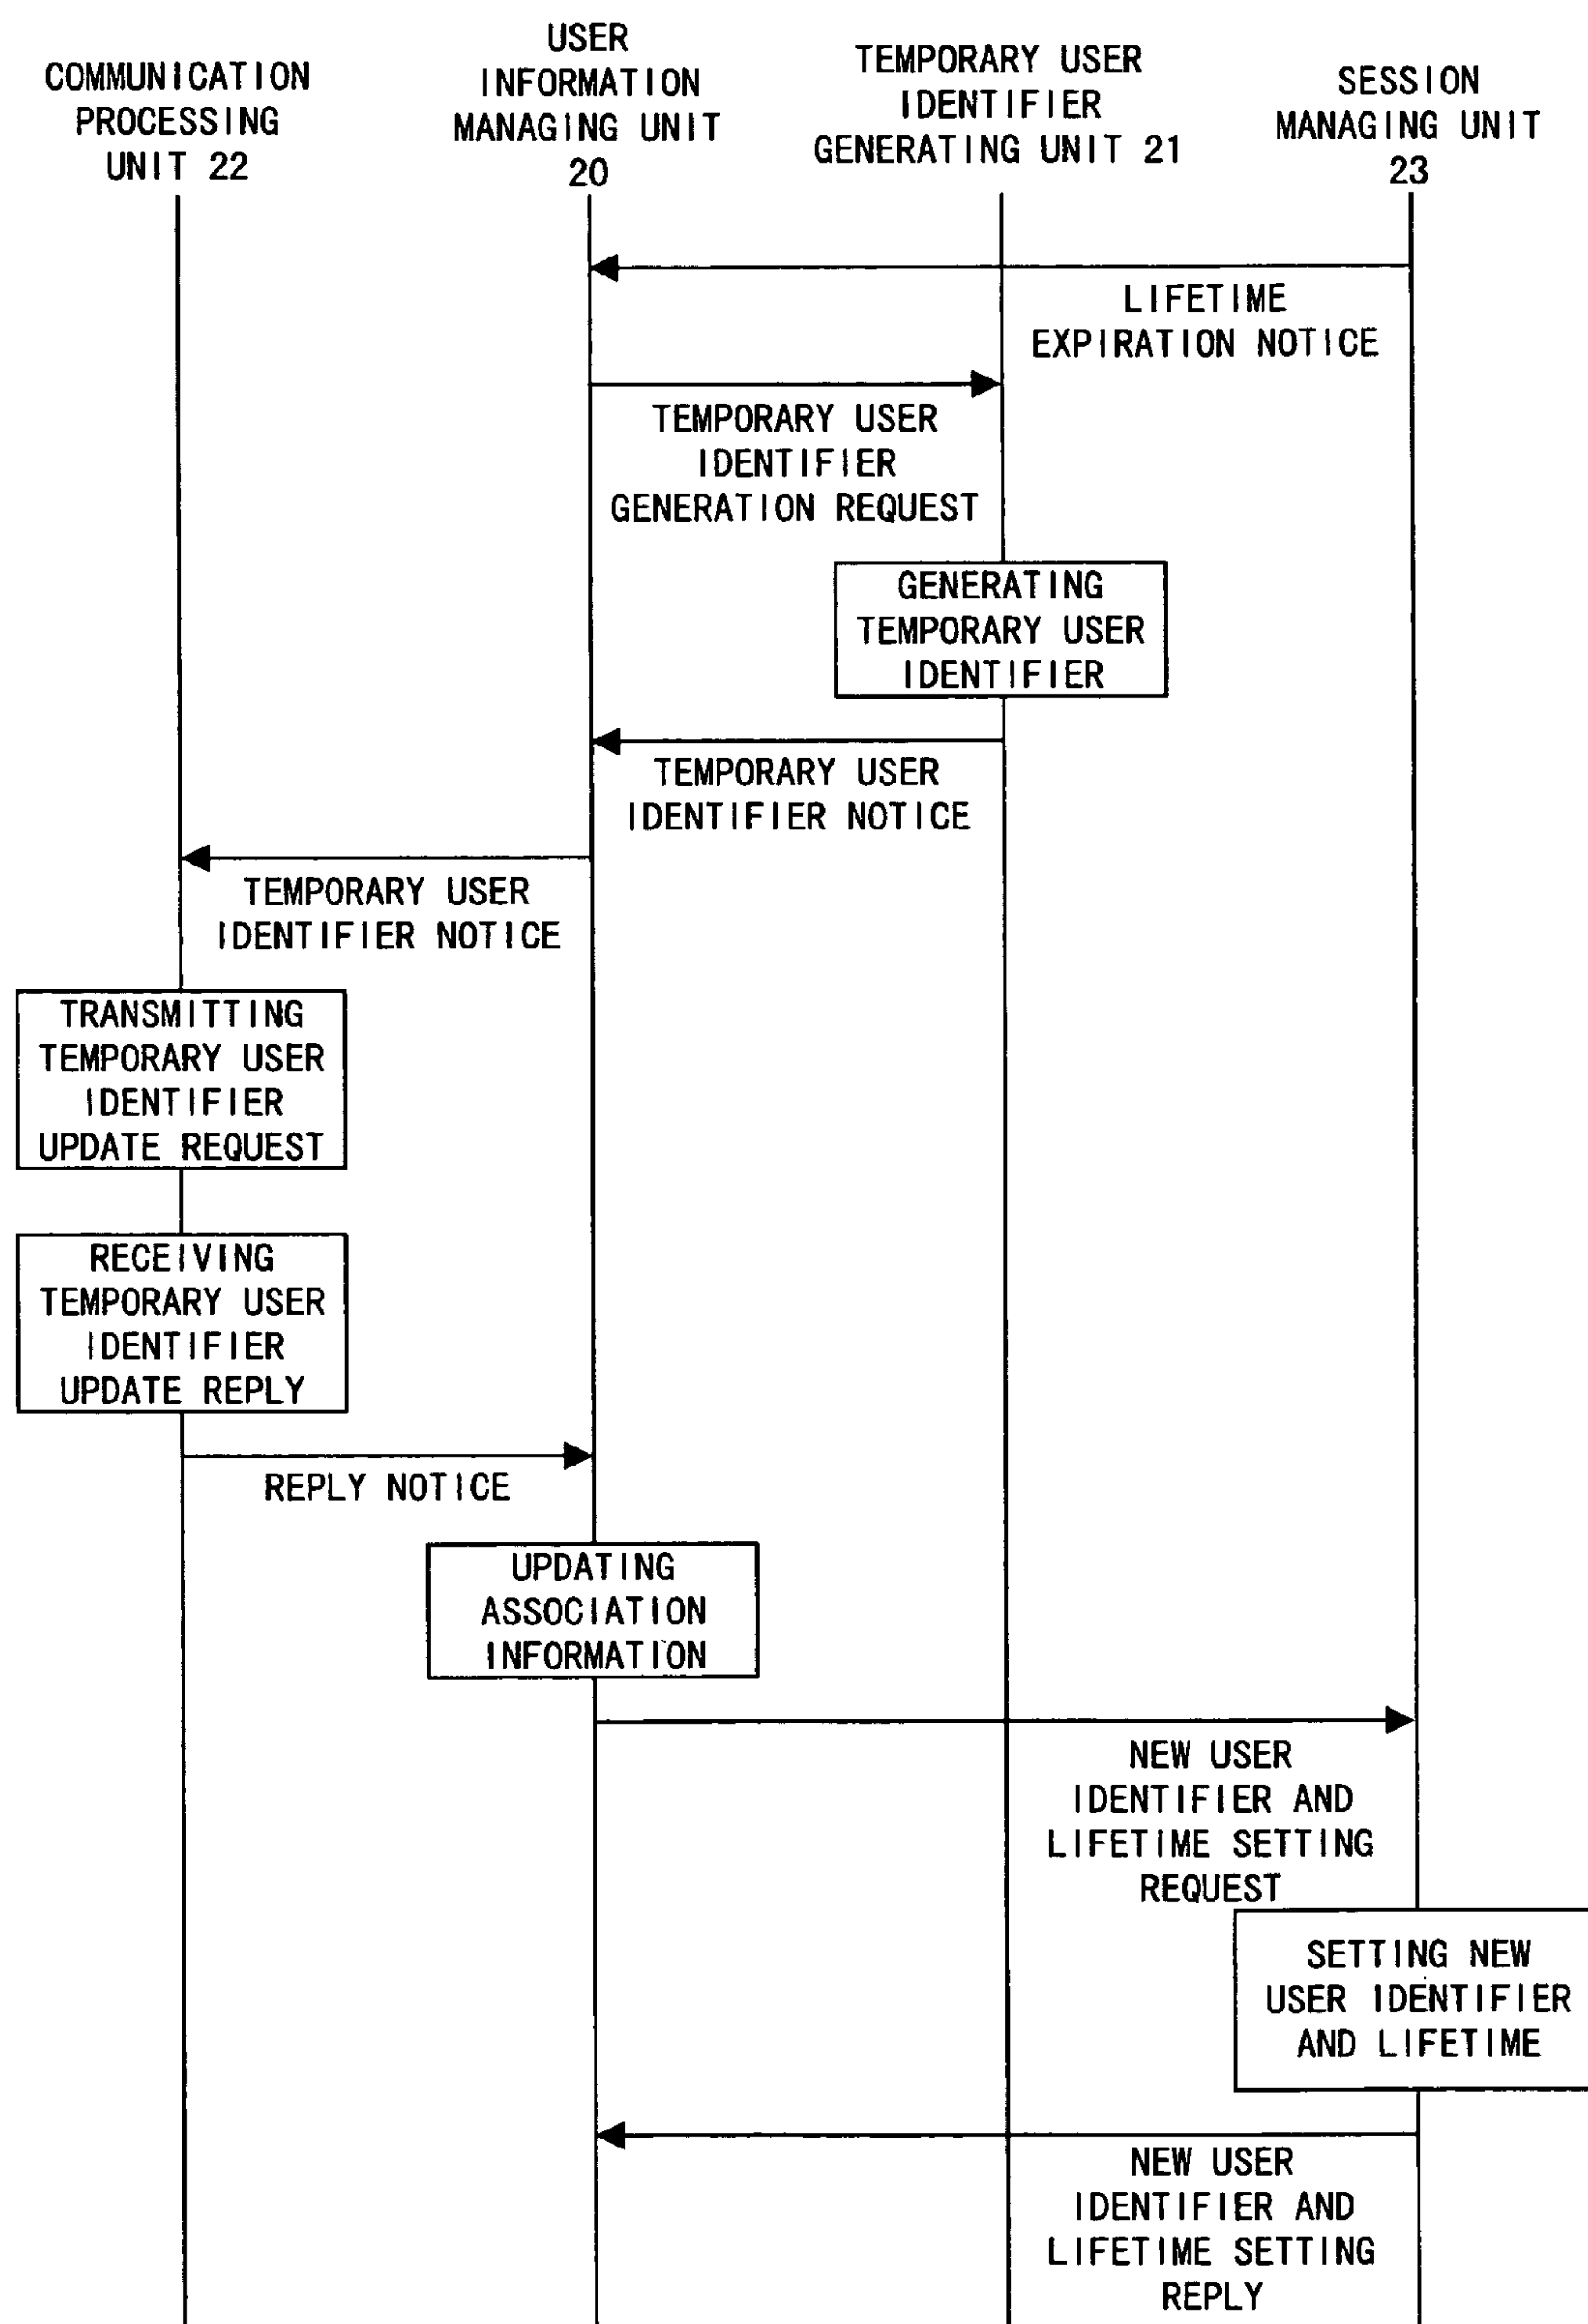 COMMUNICATION
PROCESSING
UNIT 22
USER
INFORMATION
MANAGING UNIT
20
TEMPORARY USER
IDENTIFIER
GENERATING UNIT 21
SESSION
MANAGING UNIT
23
LIFETIME
EXPIRATION NOTICE
TEMPORARY USER
IDENTIFIER
GENERATION REQUEST
GENERATING
TEMPORARY USER
IDENTIFIER
TEMPORARY USER
IDENTIFIER NOTICE
TEMPORARY USER
IDENTIFIER NOTICE
TRANSMITTING
TEMPORARY USER
IDENTIFIER
UPDATE REQUEST
RECEIVING
TEMPORARY USER
IDENTIFIER
UPDATE REPLY
REPLY NOTICE
UPDATING
ASSOCIATION
INFORMATION
NEW USER
IDENTIFIER AND
LIFETIME SETTING
REQUEST
SETTING NEW
USER IDENTIFIER
AND LIFETIME
NEW USER
IDENTIFIER AND
LIFETIME SETTING
REPLY